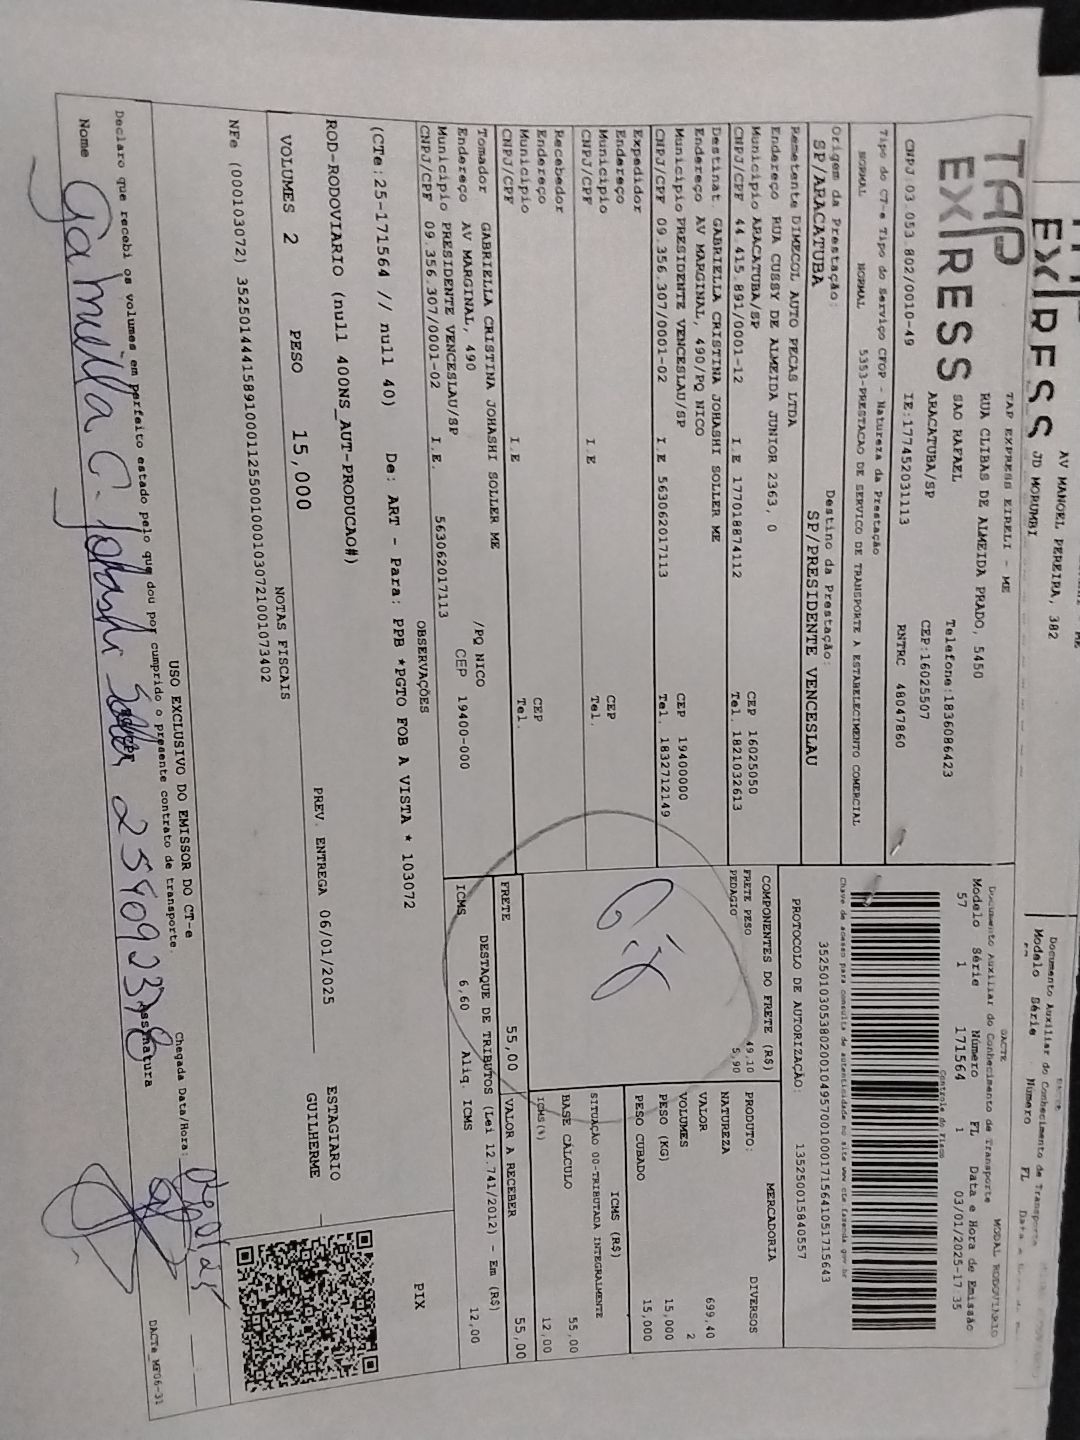 AV MANOEL PEREIRA, 382
JD MORUMBI
EXPRESS
Documento Auxiliar do Conhecimento de Transporte
Modelo Série Número FL
TAP
EXPRESS
TAP EXPRESS EIRELI - ME
RUA CLIBAS DE ALMEIDA PRADO, 5450
SAO RAFAEL
ARACATUBA/SP
Telefone:1836086423
CEP:16025507
CNPJ:03.053.802/0010-49 IE:177452031113 RNTRC 48047860
DACTE
Documento Auxiliar do Conhecimento de Transporte
MODAL RODOVIARIO
Modelo Série Número FL Data e Hora de Emissão
57 1 171564 1 03/01/2025-17 35
Controle do Fisco
Chave de acesso para consulta de autenticidade no site www cte fazenda gov.br
35250103053802001049570010001715641051715643
PROTOCOLO DE AUTORIZAÇÃO: 135250015840557
Tipo do CT-e Tipo do Serviço CFOP - Natureza da Prestação
NORMAL NORMAL 5353-PRESTACAO DE SERVICO DE TRANSPORTE A ESTABELECIMENTO COMERCIAL
Origem da Prestação: Destino da Prestação:
SP/ARACATUBA SP/PRESIDENTE VENCESLAU
Remetente DIMECOL AUTO PECAS LTDA
Endereço RUA CUSSY DE ALMEIDA JUNIOR 2363, 0
Município ARACATUBA/SP CEP 16025050
CNPJ/CPF 44.415.891/0001-12 I.E 177018874112 Tel. 1821032613
Destinat GABRIELLA CRISTINA JOHASHI SOLLER ME
Endereço AV MARGINAL, 490/PQ NICO
Município PRESIDENTE VENCESLAU/SP CEP 19400000
CNPJ/CPF 09.356.307/0001-02 I.E 563062017113 Tel. 1832712149
Expedidor
Endereço
Município CEP
CNPJ/CPF I.E Tel.
Recebedor
Endereço
Município CEP
CNPJ/CPF I.E Tel.
Tomador GABRIELLA CRISTINA JOHASHI SOLLER ME
Endereço AV MARGINAL, 490 /PQ NICO
Município PRESIDENTE VENCESLAU/SP CEP 19400-000
CNPJ/CPF 09.356.307/0001-02 I.E. 563062017113
COMPONENTES DO FRETE (R$)
FRETE PESO 49,10
PEDAGIO 5,90
MERCADORIA
PRODUTO: DIVERSOS
NATUREZA
VALOR 699,40
VOLUMES 2
PESO (KG) 15,000
PESO CUBADO 15,000
ICMS (R$)
SITUAÇÃO 00-TRIBUTADA INTEGRALMENTE
BASE CÁLCULO 55,00
ICMS(%) 12,00
FRETE 55,00 VALOR A RECEBER 55,00
DESTAQUE DE TRIBUTOS (Lei 12.741/2012) - Em (R$)
ICMS 6,60 Aliq. ICMS 12,00
OBSERVAÇÕES
(CTe:25-171564 // null 40) De: ART - Para: PPB *PGTO FOB A VISTA * 103072
ROD-RODOVIARIO (null 400NS_AUT-PRODUCAO#)
PIX
VOLUMES 2 PESO 15,000 PREV. ENTREGA 06/01/2025
ESTAGIARIO
GUILHERME
NOTAS FISCAIS
NFe (000103072) 35250144415891000112550010001030721001073402
USO EXCLUSIVO DO EMISSOR DO CT-e
Declaro que recebi os volumes em perfeito estado pelo que dou por cumprido o presente contrato de transporte.
Chegada Data/Hora:
Nome Assinatura
DACTe_MF06-31